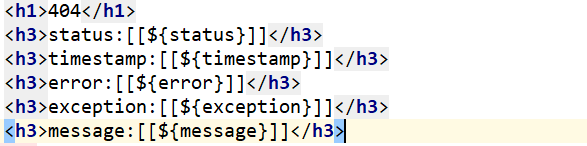 <h1>404</h1>
<h3>status:[[${status}]]</h3>
<h3>timestamp:[[${timestamp}]]</h3>
<h3>error:[[${error}]]</h3>
<h3>exception:[[${exception}]]</h3>
<h3>message:[[${message}]]</h3>